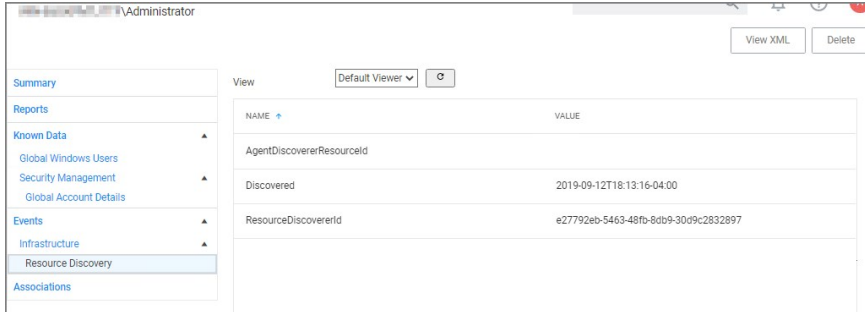 \Administrator
View XML Delete
Summary
Reports
Known Data
Global Windows Users
Security Management
Global Account Details
Events
Infrastructure
Resource Discovery
Associations
View Default Viewer
NAME VALUE
AgentDiscovererResourceId
Discovered 2019-09-12T18:13:16-04:00
ResourceDiscovererId e27792eb-5463-48fb-8db9-30d9c2832897